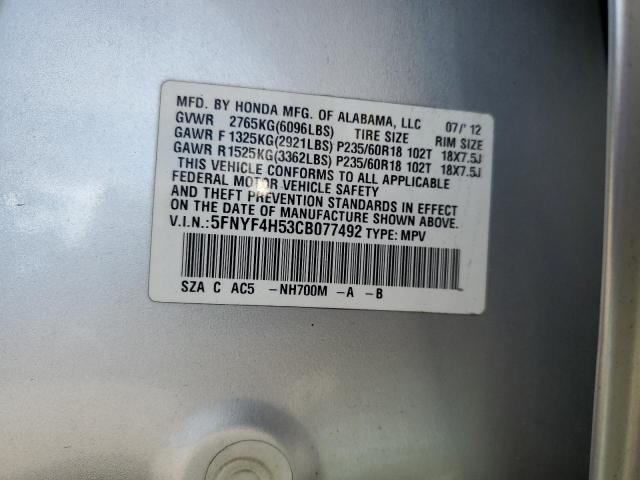 MFD. BY HONDA MFG. OF ALABAMA, LLC 07/'12
GVWR 2765KG(6096LBS) TIRE SIZE RIM SIZE
GAWR F 1325KG(2921LBS) P235/60R18 102T 18X7.5J
GAWR R1525KG(3362LBS) P235/60R18 102T 18X7.5J
THIS VEHICLE CONFORMS TO ALL APPLICABLE
FEDERAL MOTOR VEHICLE SAFETY
AND THEFT PREVENTION STANDARDS IN EFFECT
ON THE DATE OF MANUFACTURE SHOWN ABOVE.
V.I.N.:5FNYF4H53CB077492 TYPE: MPV
SZA C AC5 -NH700M -A -B